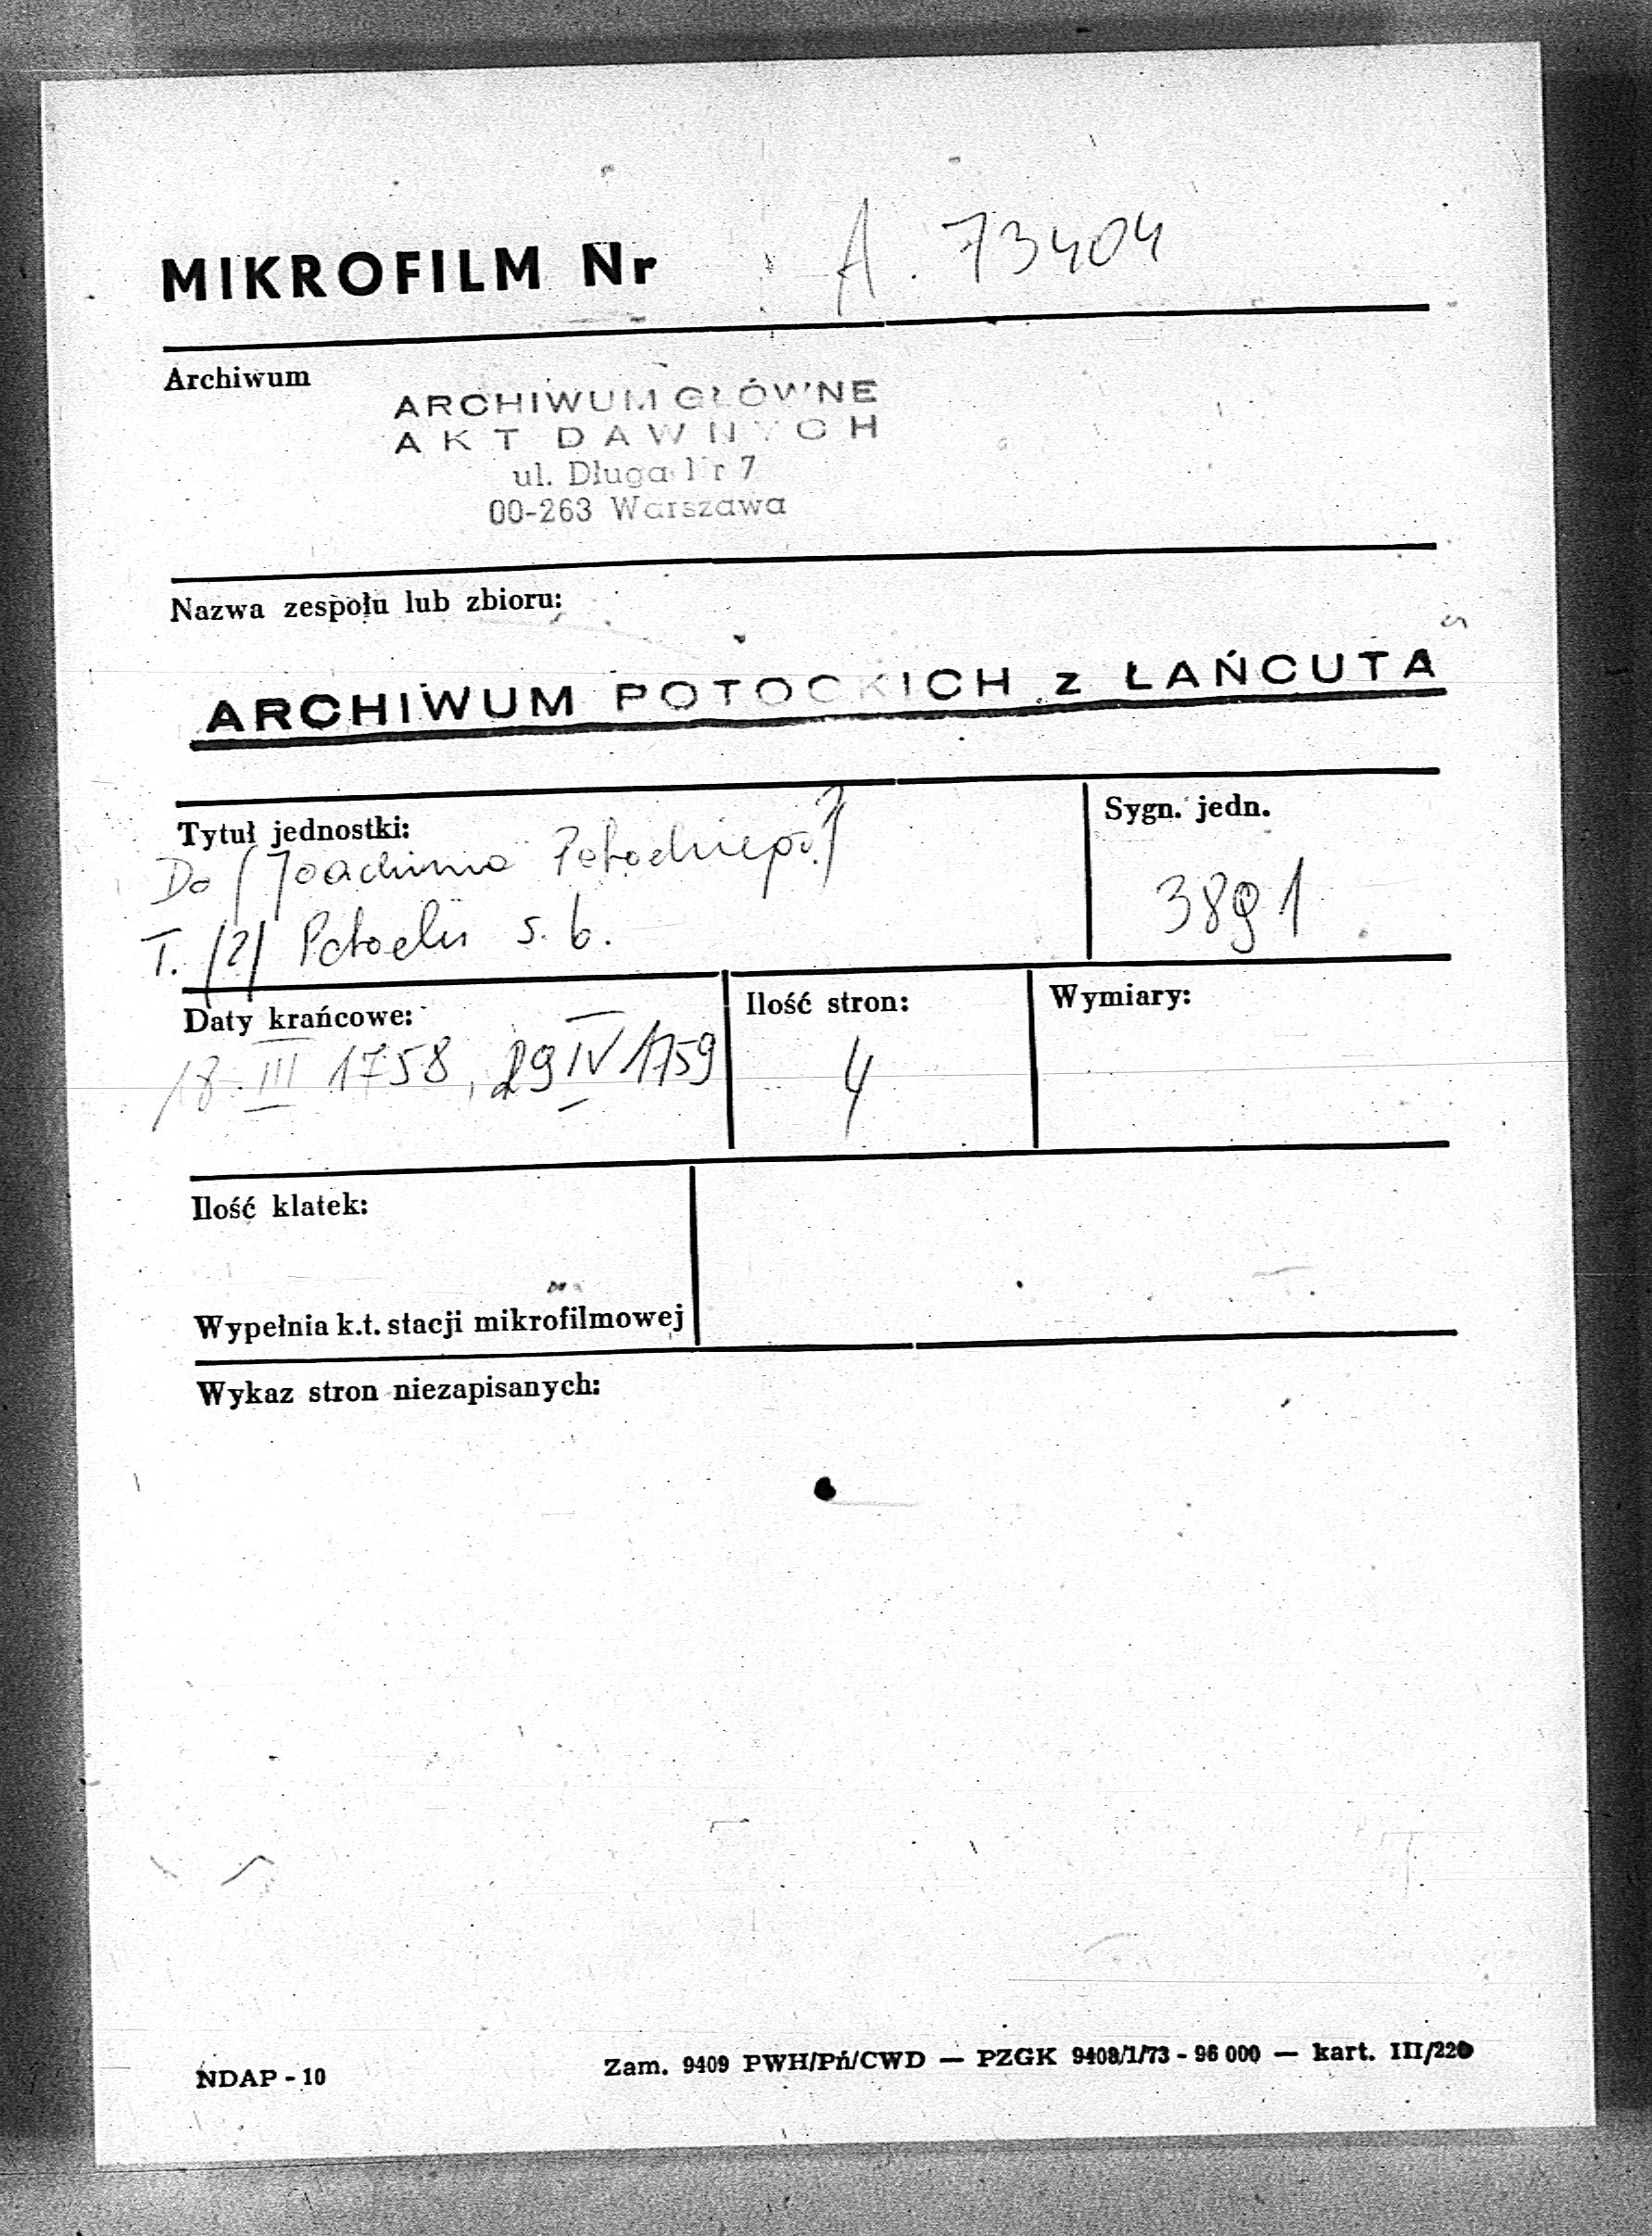 MIKROFILM Nr A. 73404
Archiwum
ARCHIWUM GŁÓWNE
AKT DAWNYCH
ul. Długa Nr 7
00-263 Warszawa
Nazwa zespołu lub zbioru:
ARCHIWUM POTOCKICH z ŁAŃCUTA
Tytuł jednostki:
Do [Joachima Potockiego?]
T. [?] Potocki s. b.
Sygn. jedn.
3891
Daty krańcowe:
18 III 1758, 29 IV 1759
Ilość stron:
4
Wymiary:
Ilość klatek:
Wypełnia k.t. stacji mikrofilmowej
Wykaz stron niezapisanych:
NDAP - 10
Zam. 9409 PWH/Pń/CWD — PZGK 9409/1/73 - 96 000 — kart. III/220